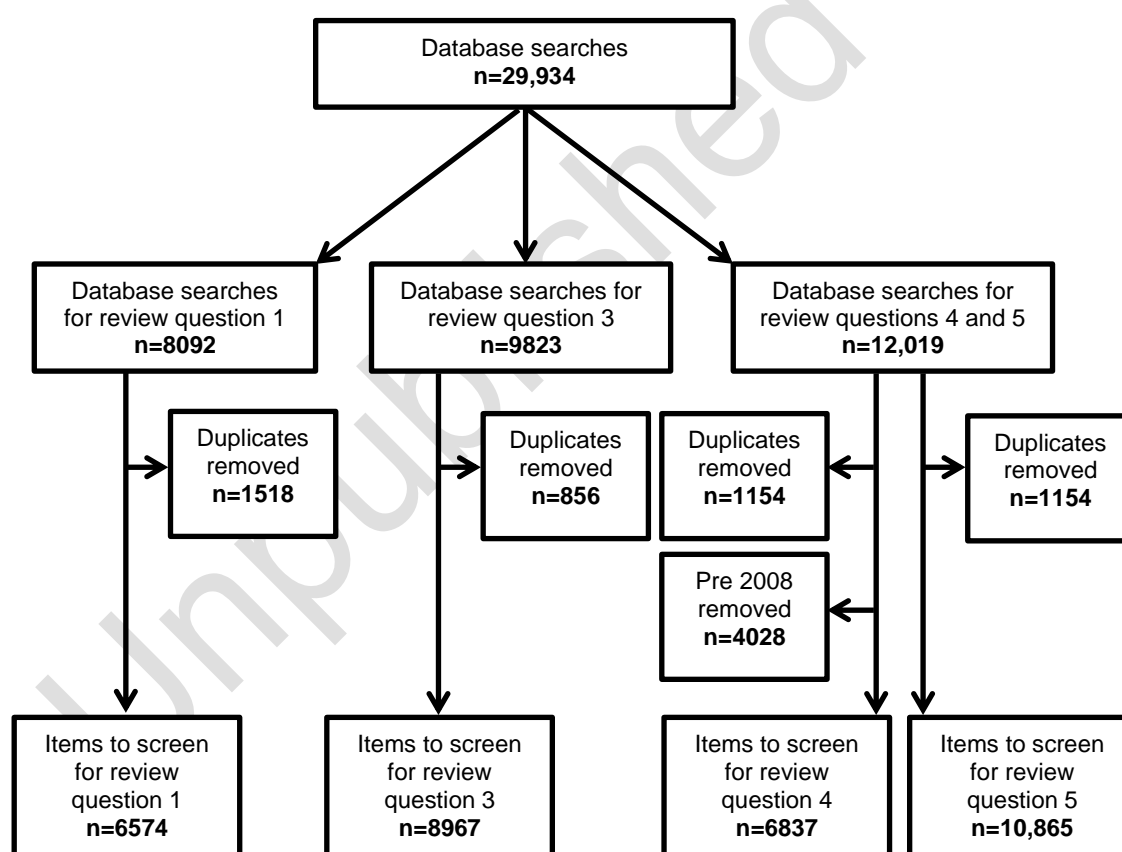 Database searches
n=29,934
Database searches
for review question 1
n=8092
Database searches for
review question 3
n=9823
Database searches for
review questions 4 and 5
n=12,019
Duplicates
removed
n=1518
Duplicates
removed
n=856
Duplicates
removed
n=1154
Duplicates
removed
n=1154
Pre 2008
removed
n=4028
Items to screen
for review
question 1
n=6574
Items to screen
for review
question 3
n=8967
Items to screen
for review
question 4
n=6837
Items to screen
for review
question 5
n=10,865
Unpublished